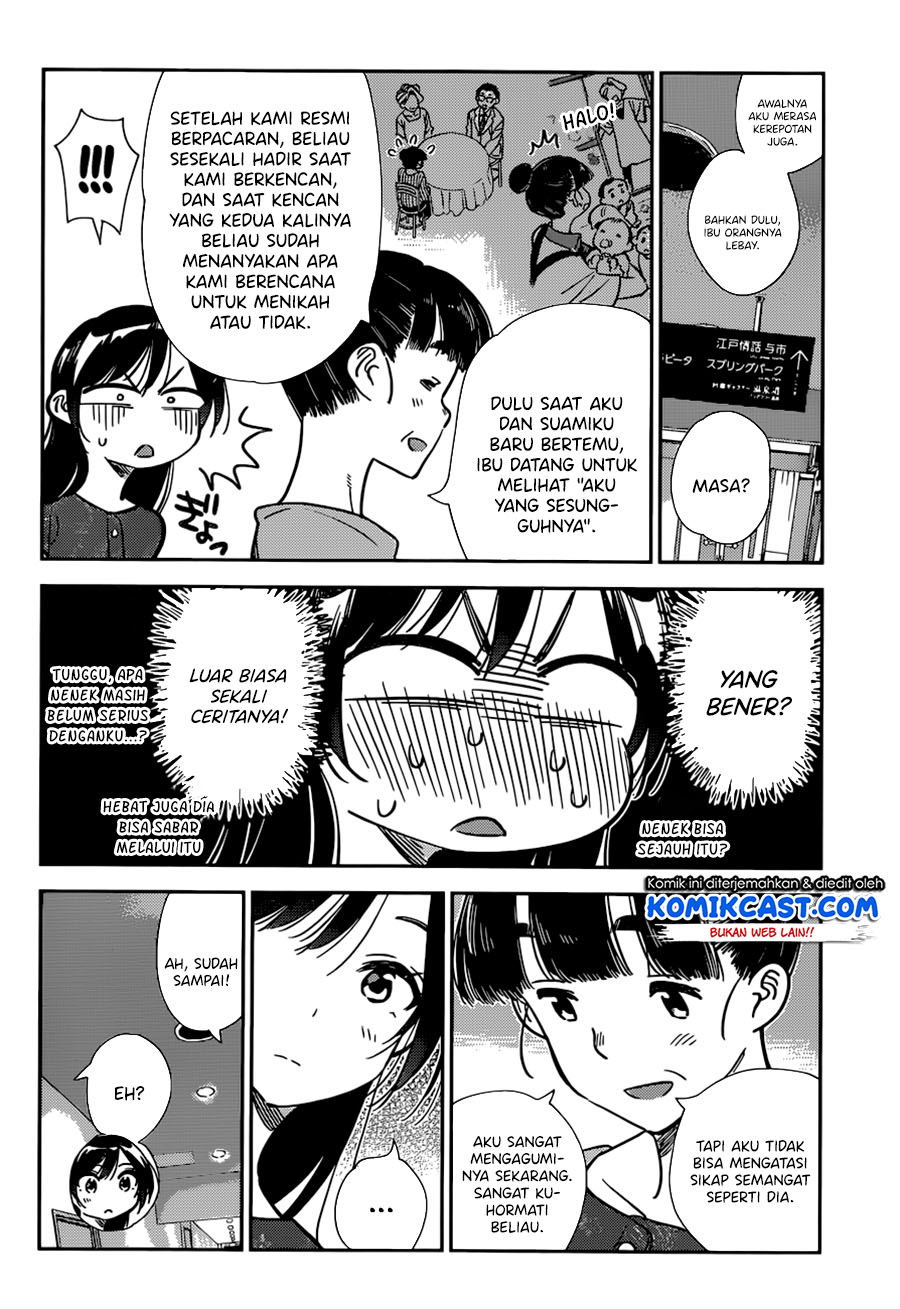 AWALNYA
AKU MERASA
KEREPOTAN
JUGA.
BAHKAN DULU,
IBU ORANGNYA
LEBAY.
江戸情話 与市
ピータ スプリングパーク
MASA?
HALO!
DULU SAAT AKU
DAN SUAMIKU
BARU BERTEMU,
IBU DATANG UNTUK
MELIHAT "AKU
YANG SESUNG-
GUHNYA".
SETELAH KAMI RESMI
BERPACARAN, BELIAU
SESEKALI HADIR SAAT
KAMI BERKENCAN,
DAN SAAT KENCAN
YANG KEDUA KALINYA
BELIAU SUDAH
MENANYAKAN APA
KAMI BERENCANA
UNTUK MENIKAH
ATAU TIDAK.
!!!
ぎょっ
YANG
BENER?
NENEK BISA
SEJAUH ITU?
LUAR BIASA
SEKALI
CERITANYA!
TUNGGU, APA
NENEK MASIH
BELUM SERIUS
DENGANKU...?
HEBAT JUGA DIA
BISA SABAR
MELALUI ITU
Komik ini diterjemahkan & diedit oleh
KOMIKCAST.COM
BUKAN WEB LAIN!!
TAPI AKU TIDAK
BISA MENGATASI
SIKAP SEMANGAT
SEPERTI DIA.
AKU SANGAT
MENGAGUMI-
NYA SEKARANG.
SANGAT KU-
HORMATI
BELIAU.
...
AH, SUDAH
SAMPAI!
EH?